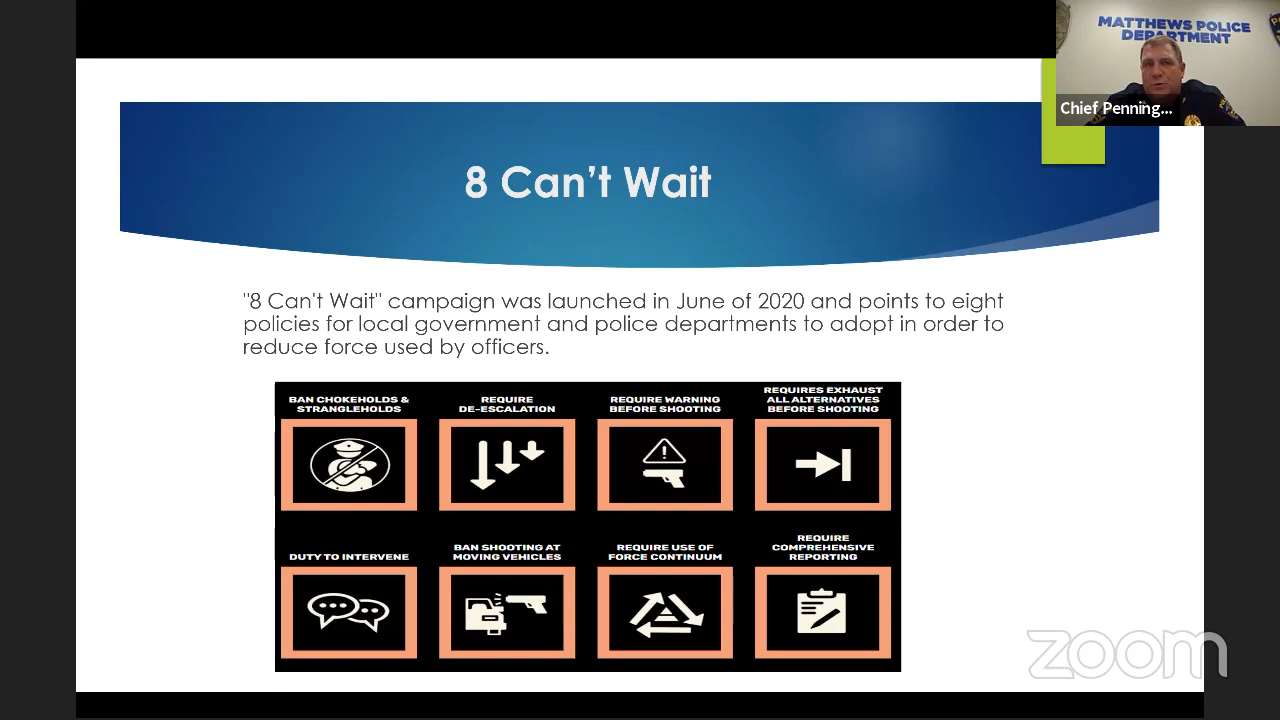 MATTHEWS POLICE
DEPARTMENT
Chief Penning...
8 Can’t Wait
"8 Can't Wait" campaign was launched in June of 2020 and points to eight
policies for local government and police departments to adopt in order to
reduce force used by officers.
BAN CHOKEHOLDS &
STRANGLEHOLDS
REQUIRE
DE-ESCALATION
REQUIRE WARNING
BEFORE SHOOTING
REQUIRES EXHAUST
ALL ALTERNATIVES
BEFORE SHOOTING
DUTY TO INTERVENE
BAN SHOOTING AT
MOVING VEHICLES
REQUIRE USE OF
FORCE CONTINUUM
REQUIRE
COMPREHENSIVE
REPORTING
zoom